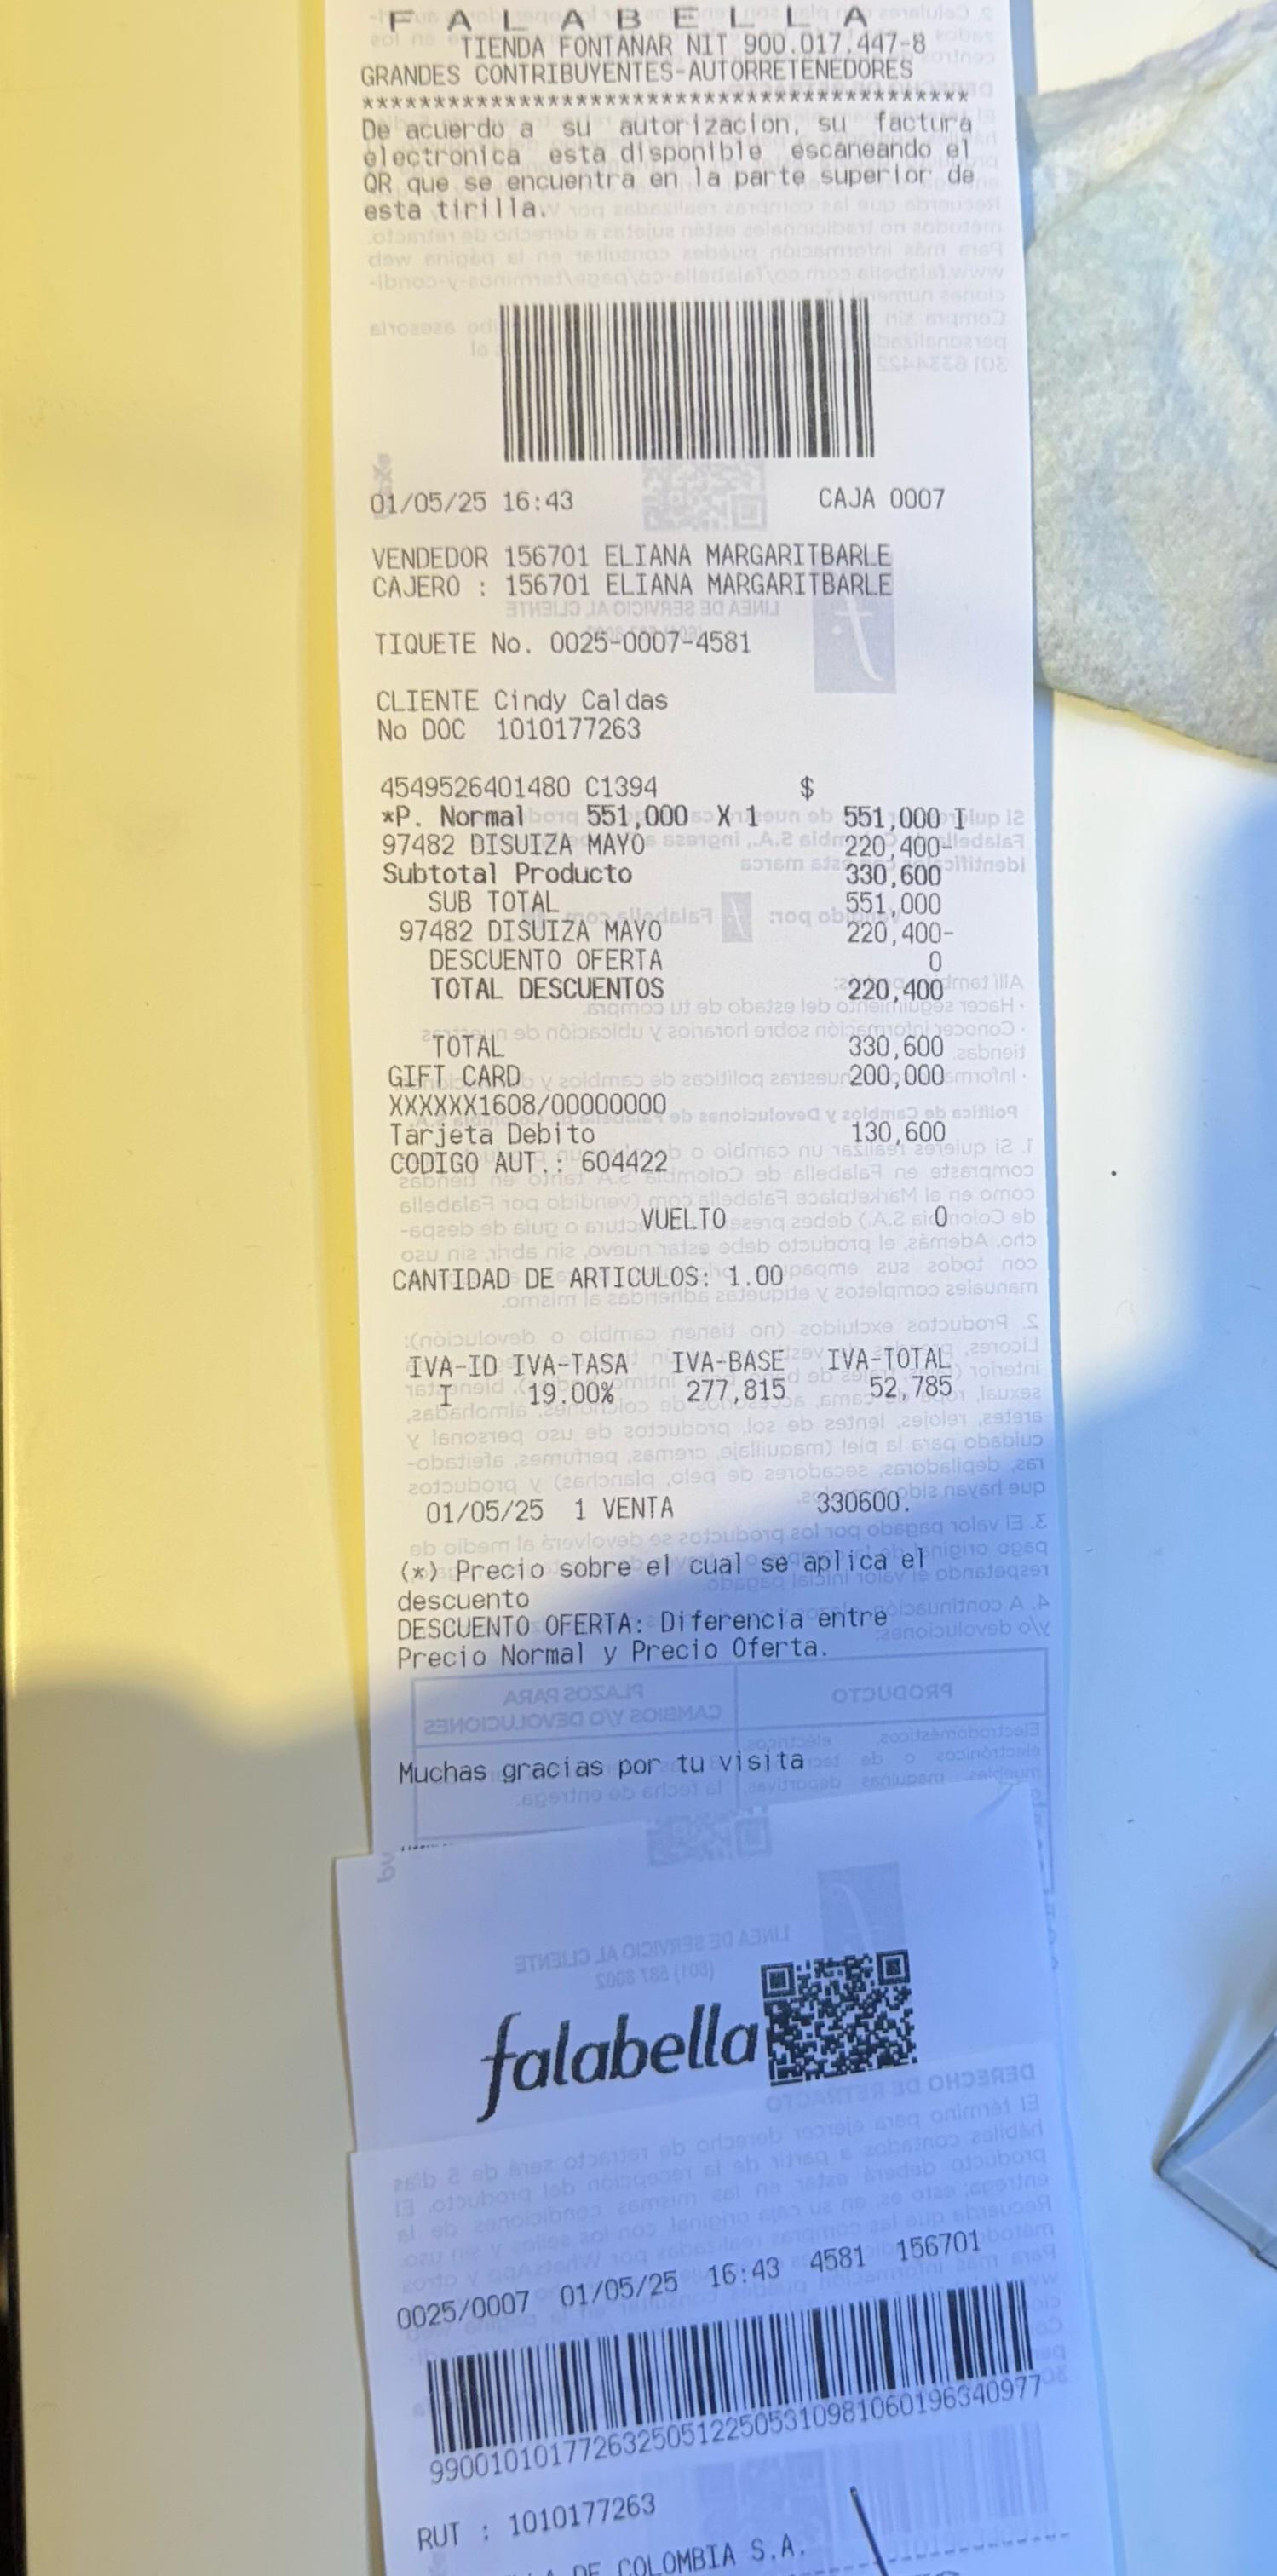 F A L A B E L L A
TIENDA FONTANAR NIT 900.017.447-8
GRANDES CONTRIBUYENTES-AUTORRETENEDORES
******************************************
De acuerdo a su autorizacion, su factura
electronica esta disponible escaneando el
QR que se encuentra en la parte superior de
esta tirilla.
01/05/25 16:43 CAJA 0007
VENDEDOR 156701 ELIANA MARGARITBARLE
CAJERO : 156701 ELIANA MARGARITBARLE
TIQUETE No. 0025-0007-4581
CLIENTE Cindy Caldas
No DOC 1010177263
4549526401480 C1394 $
*P. Normal 551,000 X 1 551,000 I
97482 DISUIZA MAYO 220,400-
Subtotal Producto 330,600
SUB TOTAL 551,000
97482 DISUIZA MAYO 220,400-
DESCUENTO OFERTA 0
TOTAL DESCUENTOS 220,400
TOTAL 330,600
GIFT CARD 200,000
XXXXXX1608/00000000
Tarjeta Debito 130,600
CODIGO AUT.: 604422
VUELTO 0
CANTIDAD DE ARTICULOS: 1.00
IVA-ID IVA-TASA IVA-BASE IVA-TOTAL
I 19.00% 277,815 52,785
01/05/25 1 VENTA 330600.
(*) Precio sobre el cual se aplica el
descuento
DESCUENTO OFERTA: Diferencia entre
Precio Normal y Precio Oferta.
Muchas gracias por tu visita
falabella
0025/0007 01/05/25 16:43 4581 156701
990010101772632505122505310981060196340977
RUT : 1010177263
DE COLOMBIA S.A.